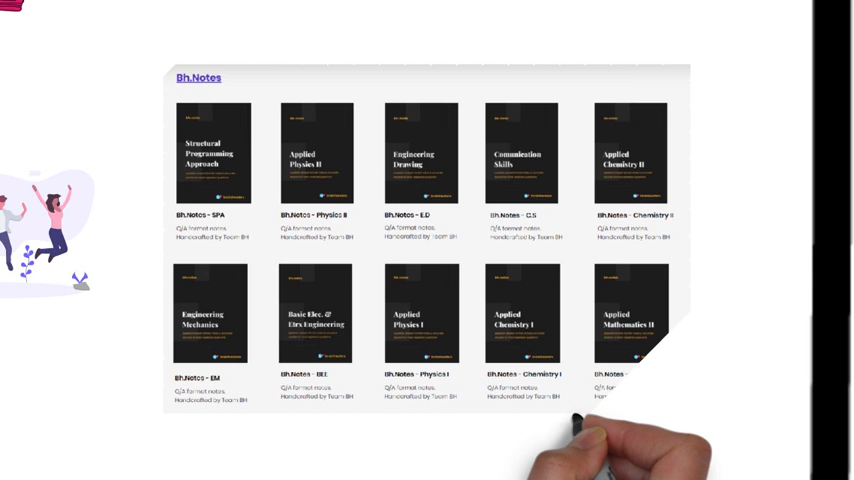 Bh.Notes
Structural
Programming
Approach
Applied
Physics II
Engineering
Drawing
Comunication
Skills
Applied
Chemistry II
Bh.Notes - SPA
Bh.Notes - Physics II
Bh.Notes - E.D
Bh.Notes - C.S
Bh.Notes - Chemistry II
Q/A format notes.
Handcrafted by Team BH
Q/A format notes.
Handcrafted by Team BH
Q/A format notes.
Handcrafted by Team BH
Q/A format notes.
Handcrafted by Team BH
Q/A format notes.
Handcrafted by Team BH
Engineering
Mechanics
Basic Elec. &
Etrx Engineering
Applied
Physics I
Applied
Chemistry I
Applied
Mathematics II
Bh.Notes - EM
Bh.Notes - BEE
Bh.Notes - Physics I
Bh.Notes - Chemistry I
Bh.Notes -
Q/A format notes.
Handcrafted by Team BH
Q/A format notes.
Handcrafted by Team BH
Q/A format notes.
Handcrafted by Team BH
Q/A format notes.
Handcrafted by Team BH